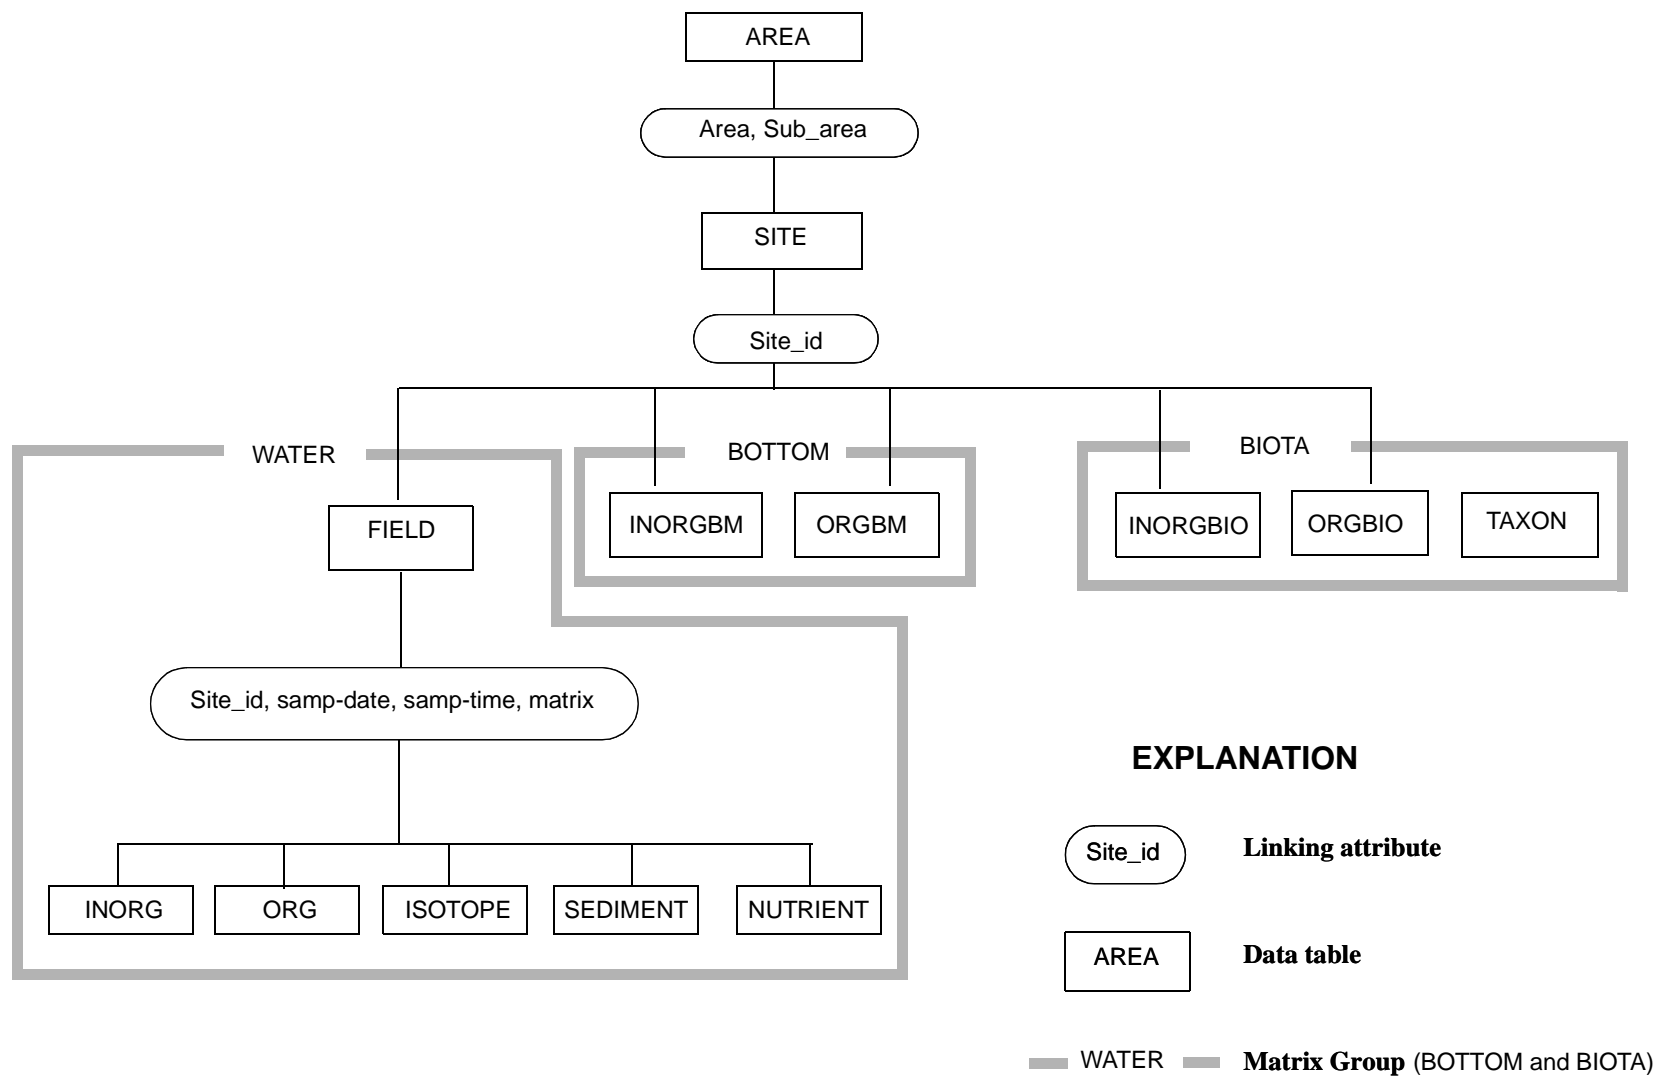 AREA
Area, Sub_area
SITE
Site_id
WATER
BOTTOM
BIOTA
FIELD
INORGBM
ORGBM
INORGBIO
ORGBIO
TAXON
Site_id, samp-date, samp-time, matrix
INORG
ORG
ISOTOPE
SEDIMENT
NUTRIENT
EXPLANATION
Site_id Linking attribute
AREA Data table
WATER Matrix Group (BOTTOM and BIOTA)